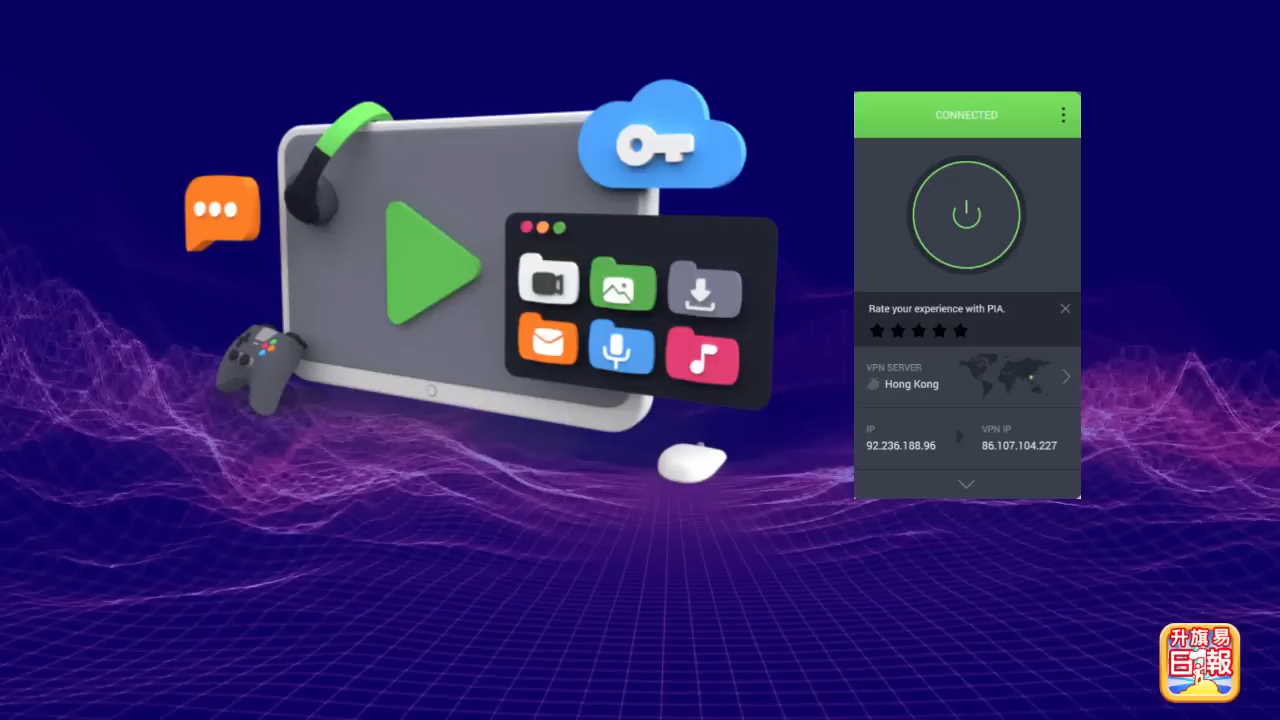 CONNECTED
Rate your experience with PIA.
VPN SERVER
Hong Kong
IP
VPN IP
92.236.188.96
86.107.104.227
升旗易
日報